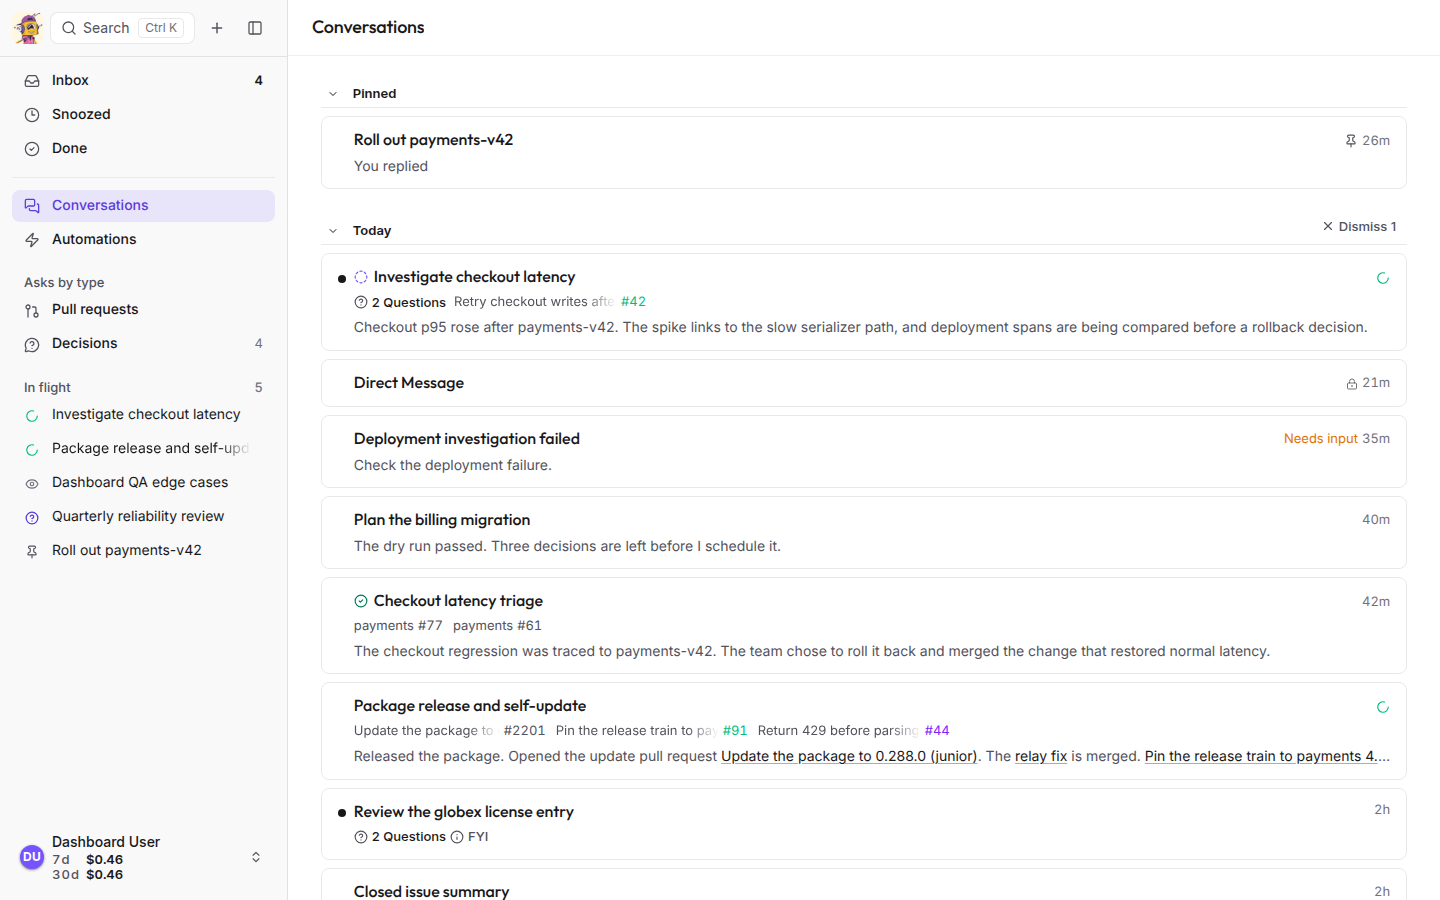 Search Ctrl K
Inbox 4
Snoozed
Done
Conversations
Automations
Asks by type
Pull requests
Decisions 4
In flight 5
Investigate checkout latency
Package release and self-upd
Dashboard QA edge cases
Quarterly reliability review
Roll out payments-v42
DU
Dashboard User
7d $0.46
30d $0.46
Conversations
Pinned
Roll out payments-v42 26m
You replied
Today Dismiss 1
Investigate checkout latency
2 Questions Retry checkout writes afte #42
Checkout p95 rose after payments-v42. The spike links to the slow serializer path, and deployment spans are being compared before a rollback decision.
Direct Message 21m
Deployment investigation failed Needs input 35m
Check the deployment failure.
Plan the billing migration 40m
The dry run passed. Three decisions are left before I schedule it.
Checkout latency triage 42m
payments #77 payments #61
The checkout regression was traced to payments-v42. The team chose to roll it back and merged the change that restored normal latency.
Package release and self-update
Update the package to #2201 Pin the release train to pay #91 Return 429 before parsing #44
Released the package. Opened the update pull request Update the package to 0.288.0 (junior). The relay fix is merged. Pin the release train to payments 4....
Review the globex license entry 2h
2 Questions FYI
Closed issue summary 2h